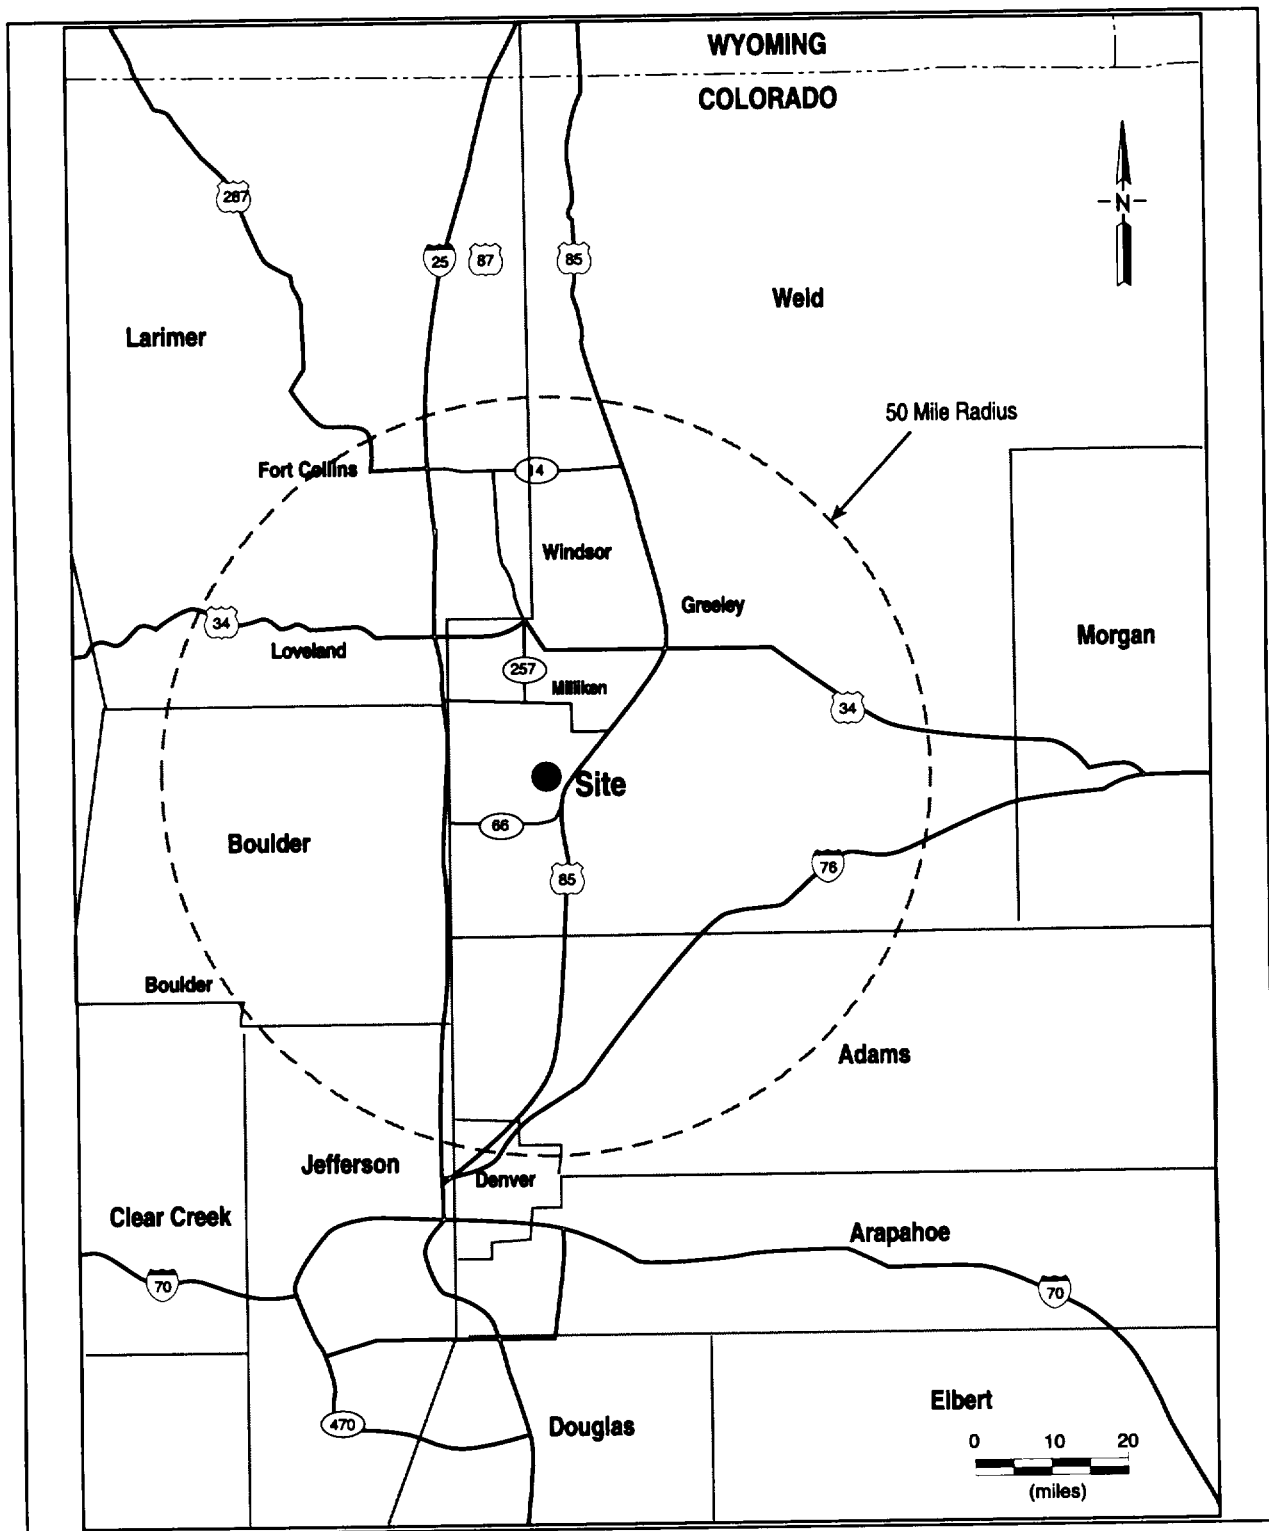 WYOMING
COLORADO
287
N
25
87
85
Weld
Larimer
50 Mile Radius
Fort Collins
14
Windsor
Greeley
34
Loveland
Morgan
257
Milliken
34
Site
66
Boulder
76
85
Boulder
Adams
Jefferson
Denver
Clear Creek
Arapahoe
70
70
Elbert
470
Douglas
0 10 20
(miles)